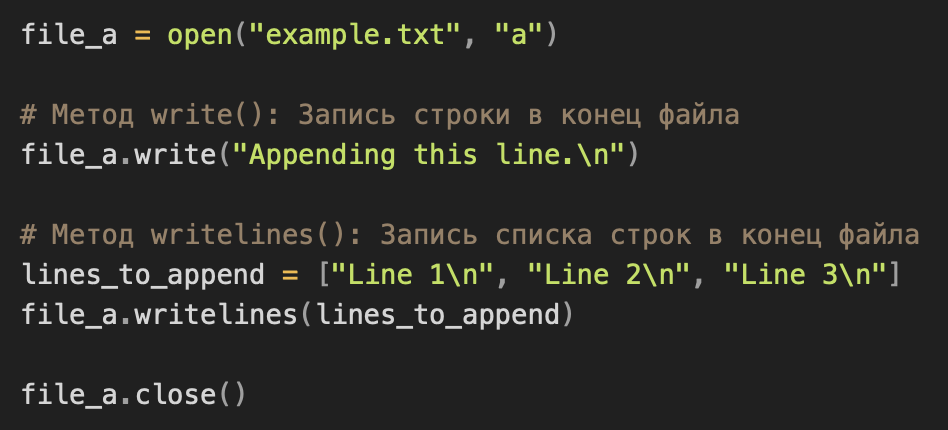 file_a = open("example.txt", "a")
# Метод write(): Запись строки в конец файла
file_a.write("Appending this line.\n")
# Метод writelines(): Запись списка строк в конец файла
lines_to_append = ["Line 1\n", "Line 2\n", "Line 3\n"]
file_a.writelines(lines_to_append)
file_a.close()